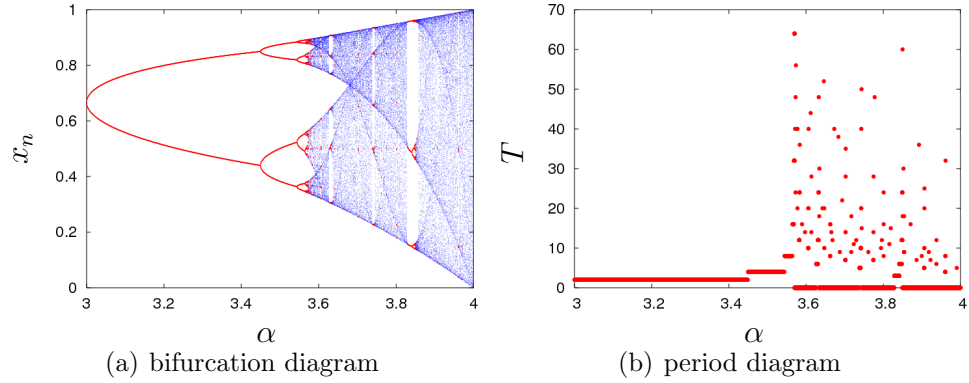 1
0.8
0.6
0.4
0.2
0
x_n
3 3.2 3.4 3.6 3.8 4
α
(a) bifurcation diagram
70
60
50
40
30
20
10
0
T
3 3.2 3.4 3.6 3.8 4
α
(b) period diagram